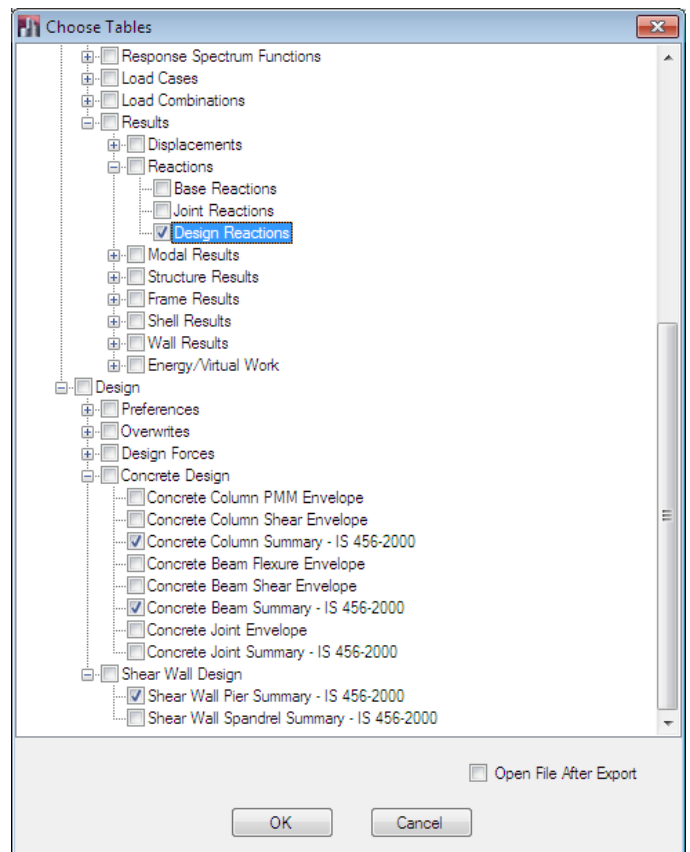 Choose Tables
Response Spectrum Functions
Load Cases
Load Combinations
Results
Displacements
Reactions
Base Reactions
Joint Reactions
Design Reactions
Modal Results
Structure Results
Frame Results
Shell Results
Wall Results
Energy/Virtual Work
Design
Preferences
Overwrites
Design Forces
Concrete Design
Concrete Column PMM Envelope
Concrete Column Shear Envelope
Concrete Column Summary - IS 456-2000
Concrete Beam Flexure Envelope
Concrete Beam Shear Envelope
Concrete Beam Summary - IS 456-2000
Concrete Joint Envelope
Concrete Joint Summary - IS 456-2000
Shear Wall Design
Shear Wall Pier Summary - IS 456-2000
Shear Wall Spandrel Summary - IS 456-2000
Open File After Export
OK Cancel